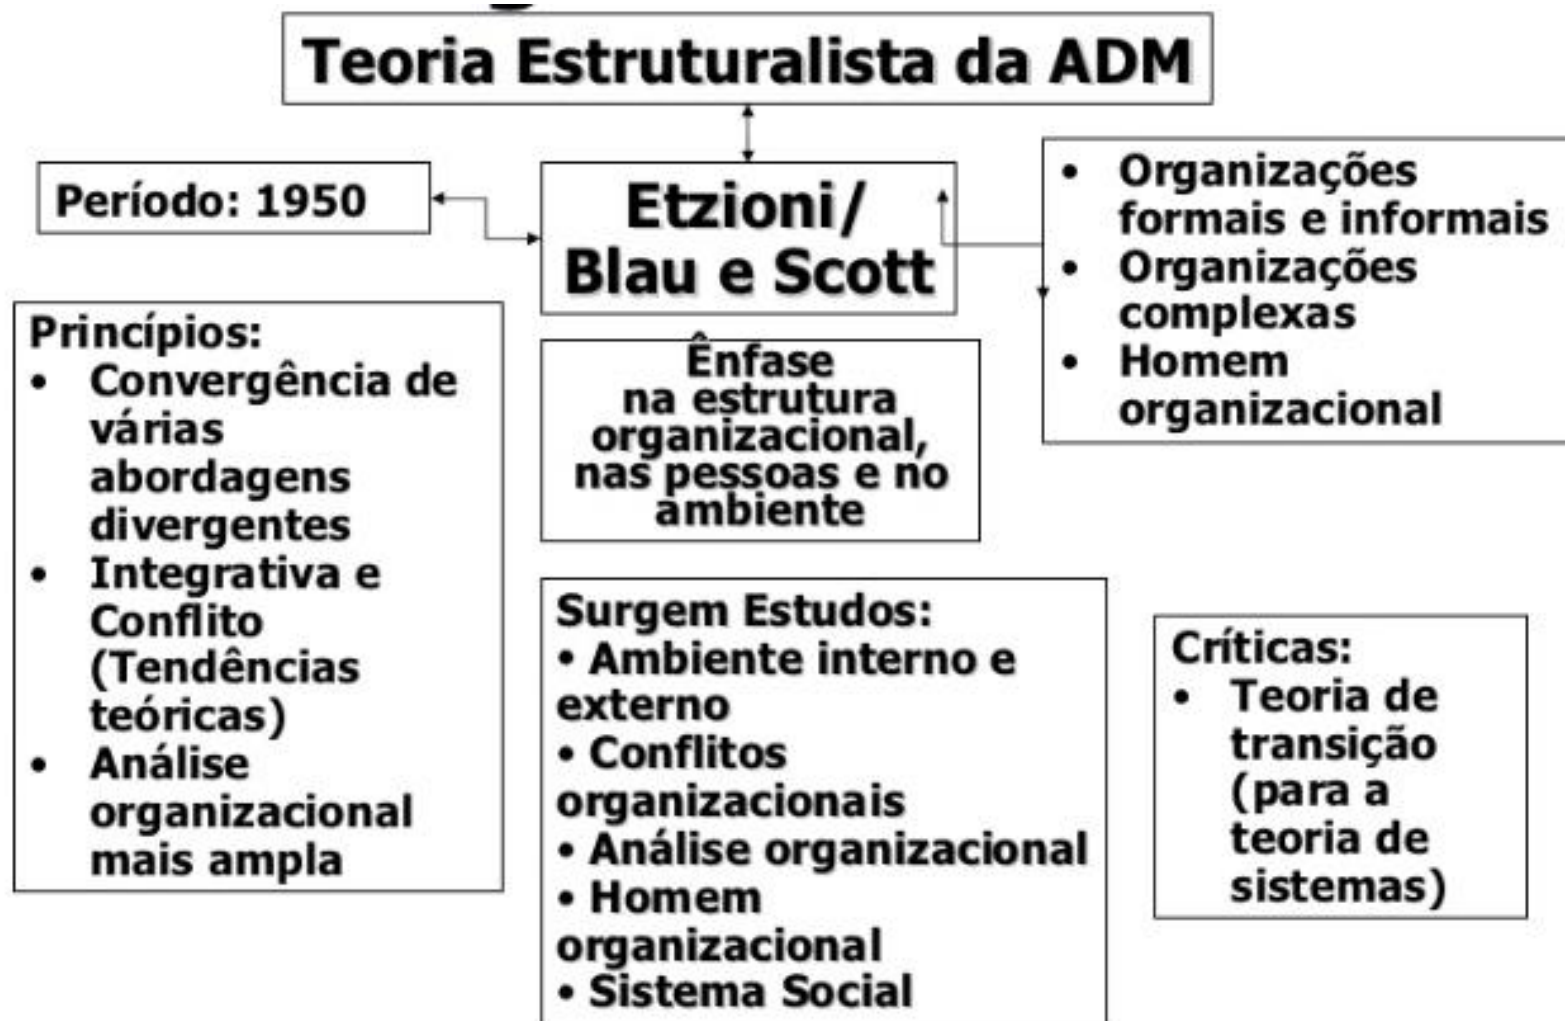 Teoria Estruturalista da ADM
Período: 1950
Etzioni/
Blau e Scott
• Organizações
formais e informais
• Organizações
complexas
• Homem
organizacional
Princípios:
• Convergência de
várias
abordagens
divergentes
• Integrativa e
Conflito
(Tendências
teóricas)
• Análise
organizacional
mais ampla
Ênfase
na estrutura
organizacional,
nas pessoas e no
ambiente
Surgem Estudos:
• Ambiente interno e
externo
• Conflitos
organizacionais
• Análise organizacional
• Homem
organizacional
• Sistema Social
Críticas:
• Teoria de
transição
(para a
teoria de
sistemas)